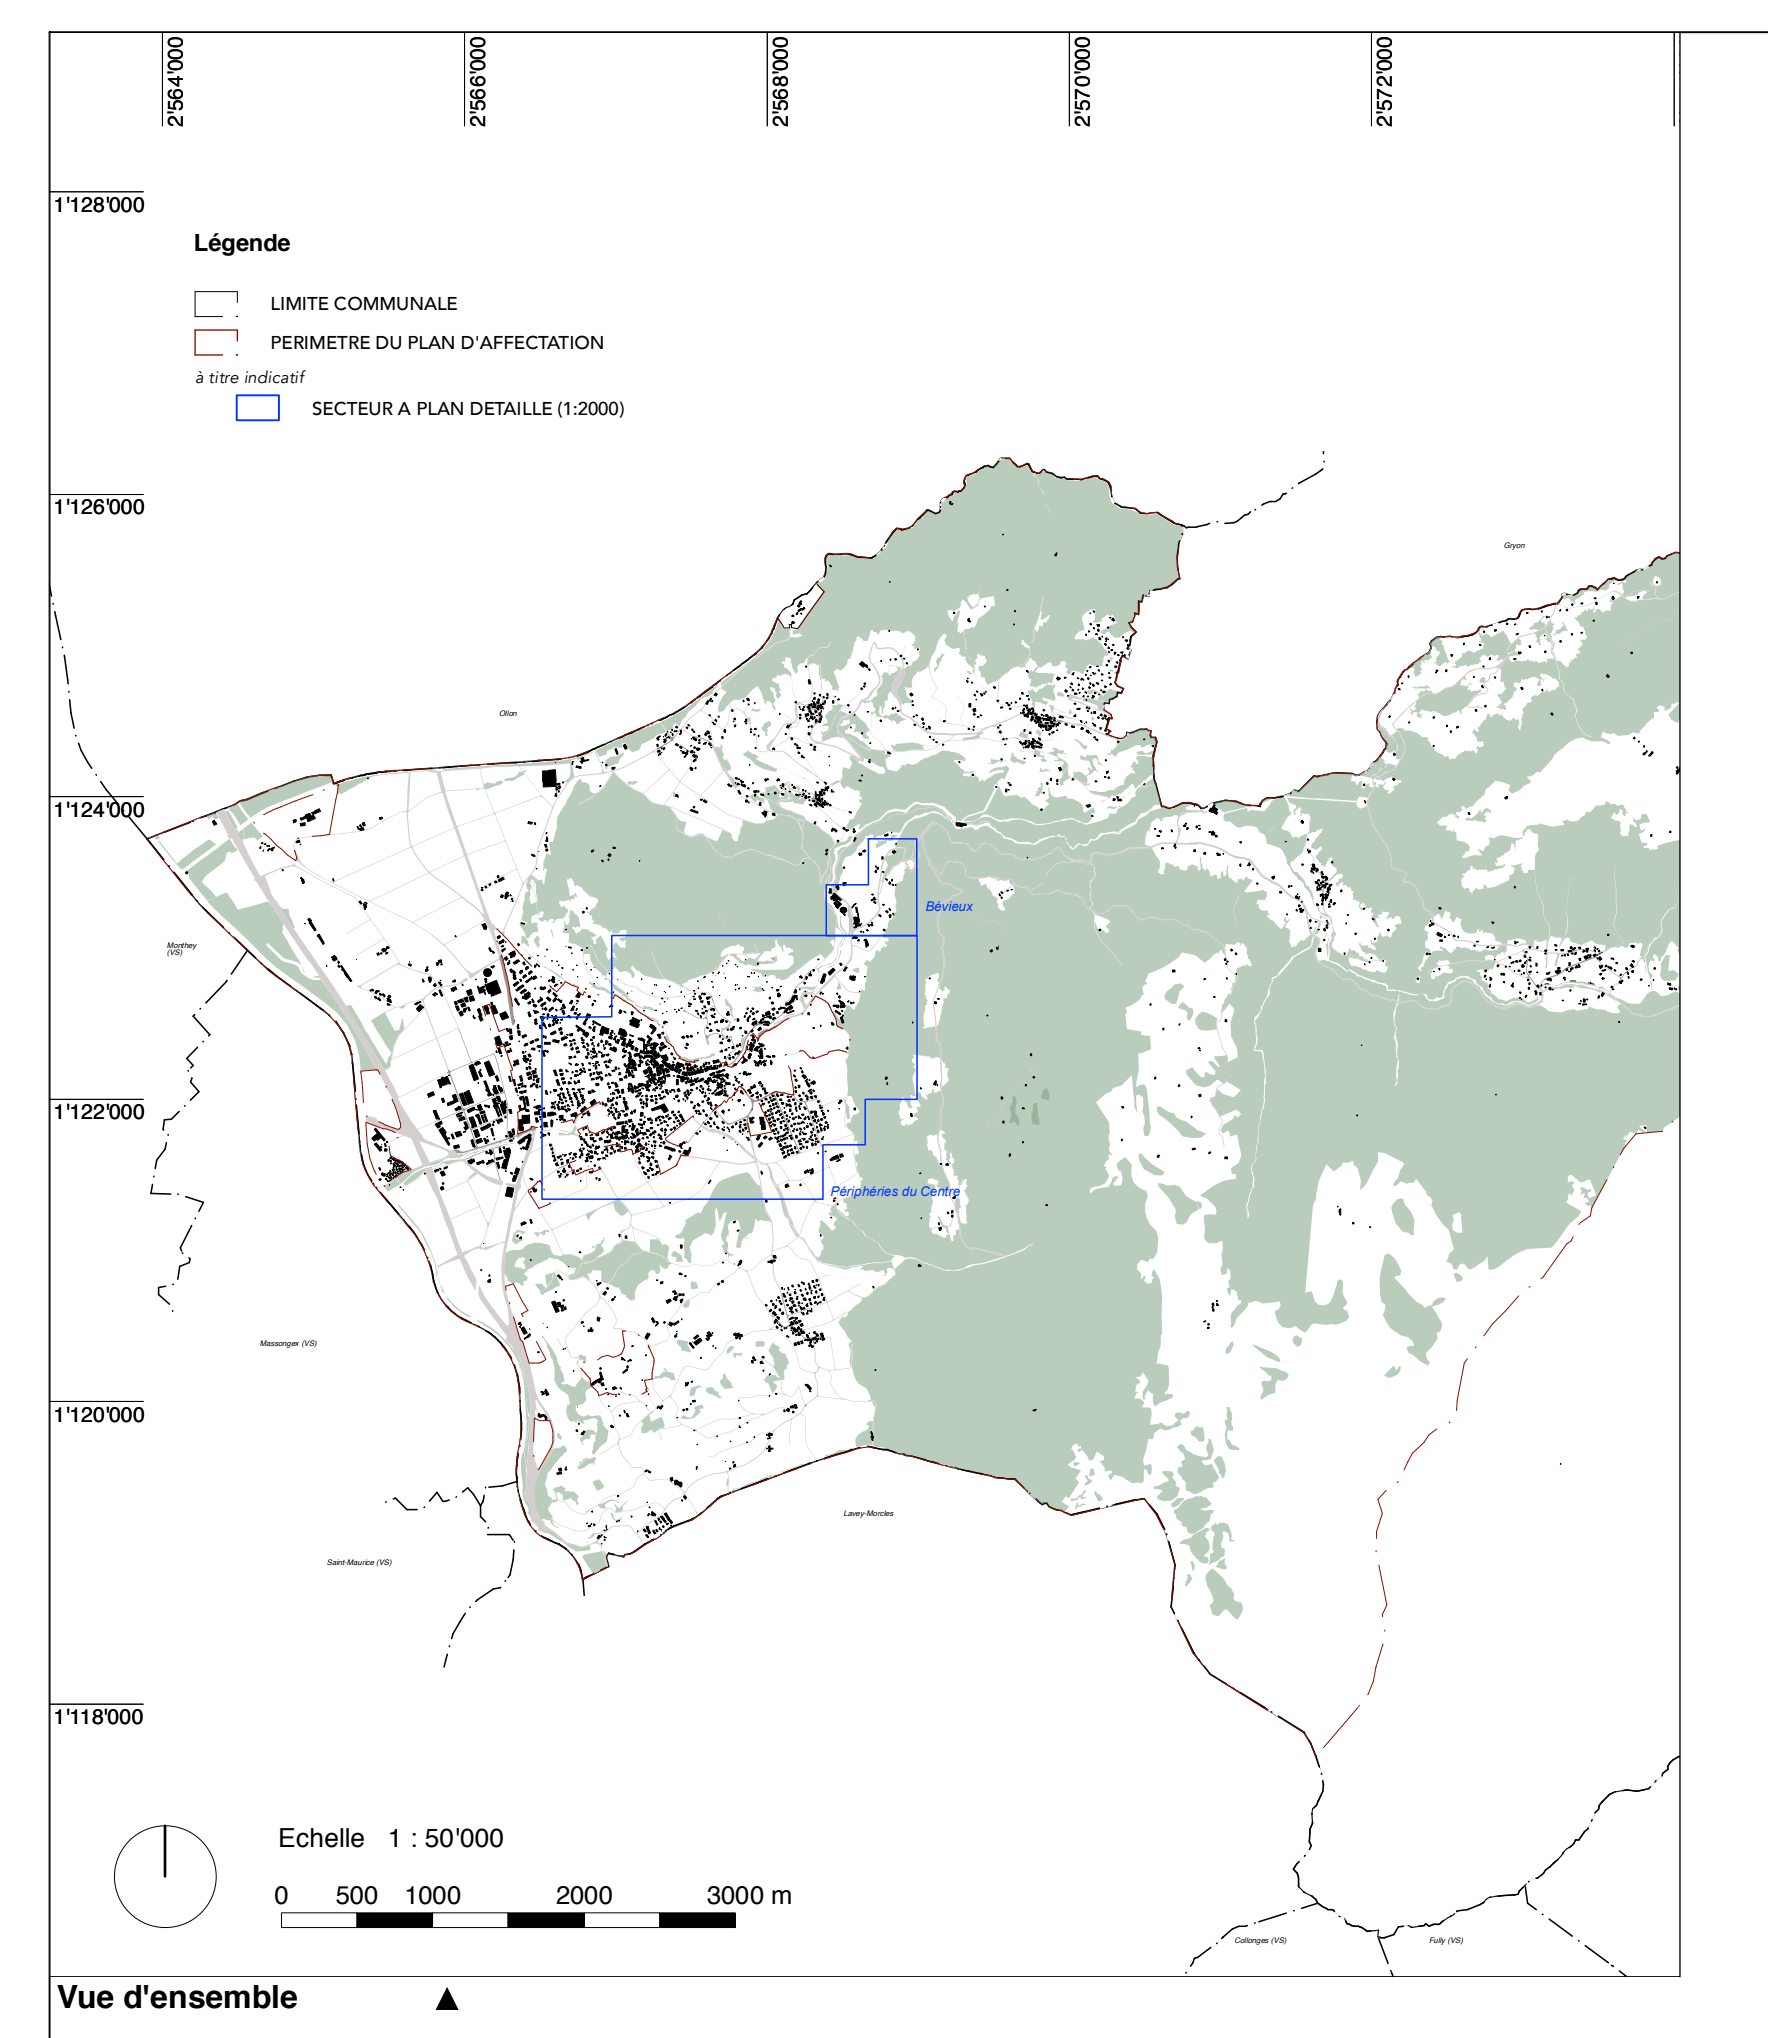 2'564'000
2'566'000
2'568'000
2'570'000
2'572'000
1'128'000
Légende
LIMITE COMMUNALE
PERIMETRE DU PLAN D'AFFECTATION
à titre indicatif
SECTEUR A PLAN DETAILLE (1:2000)
1'126'000
Gryon
Ollon
1'124'000
Bévieux
Monthey
(VS)
1'122'000
Périphéries du Centre
Massongex (VS)
1'120'000
Lavey-Morcles
Saint-Maurice (VS)
1'118'000
Echelle 1 : 50'000
0 500 1000 2000 3000 m
Collonges (VS)
Fully (VS)
Vue d'ensemble